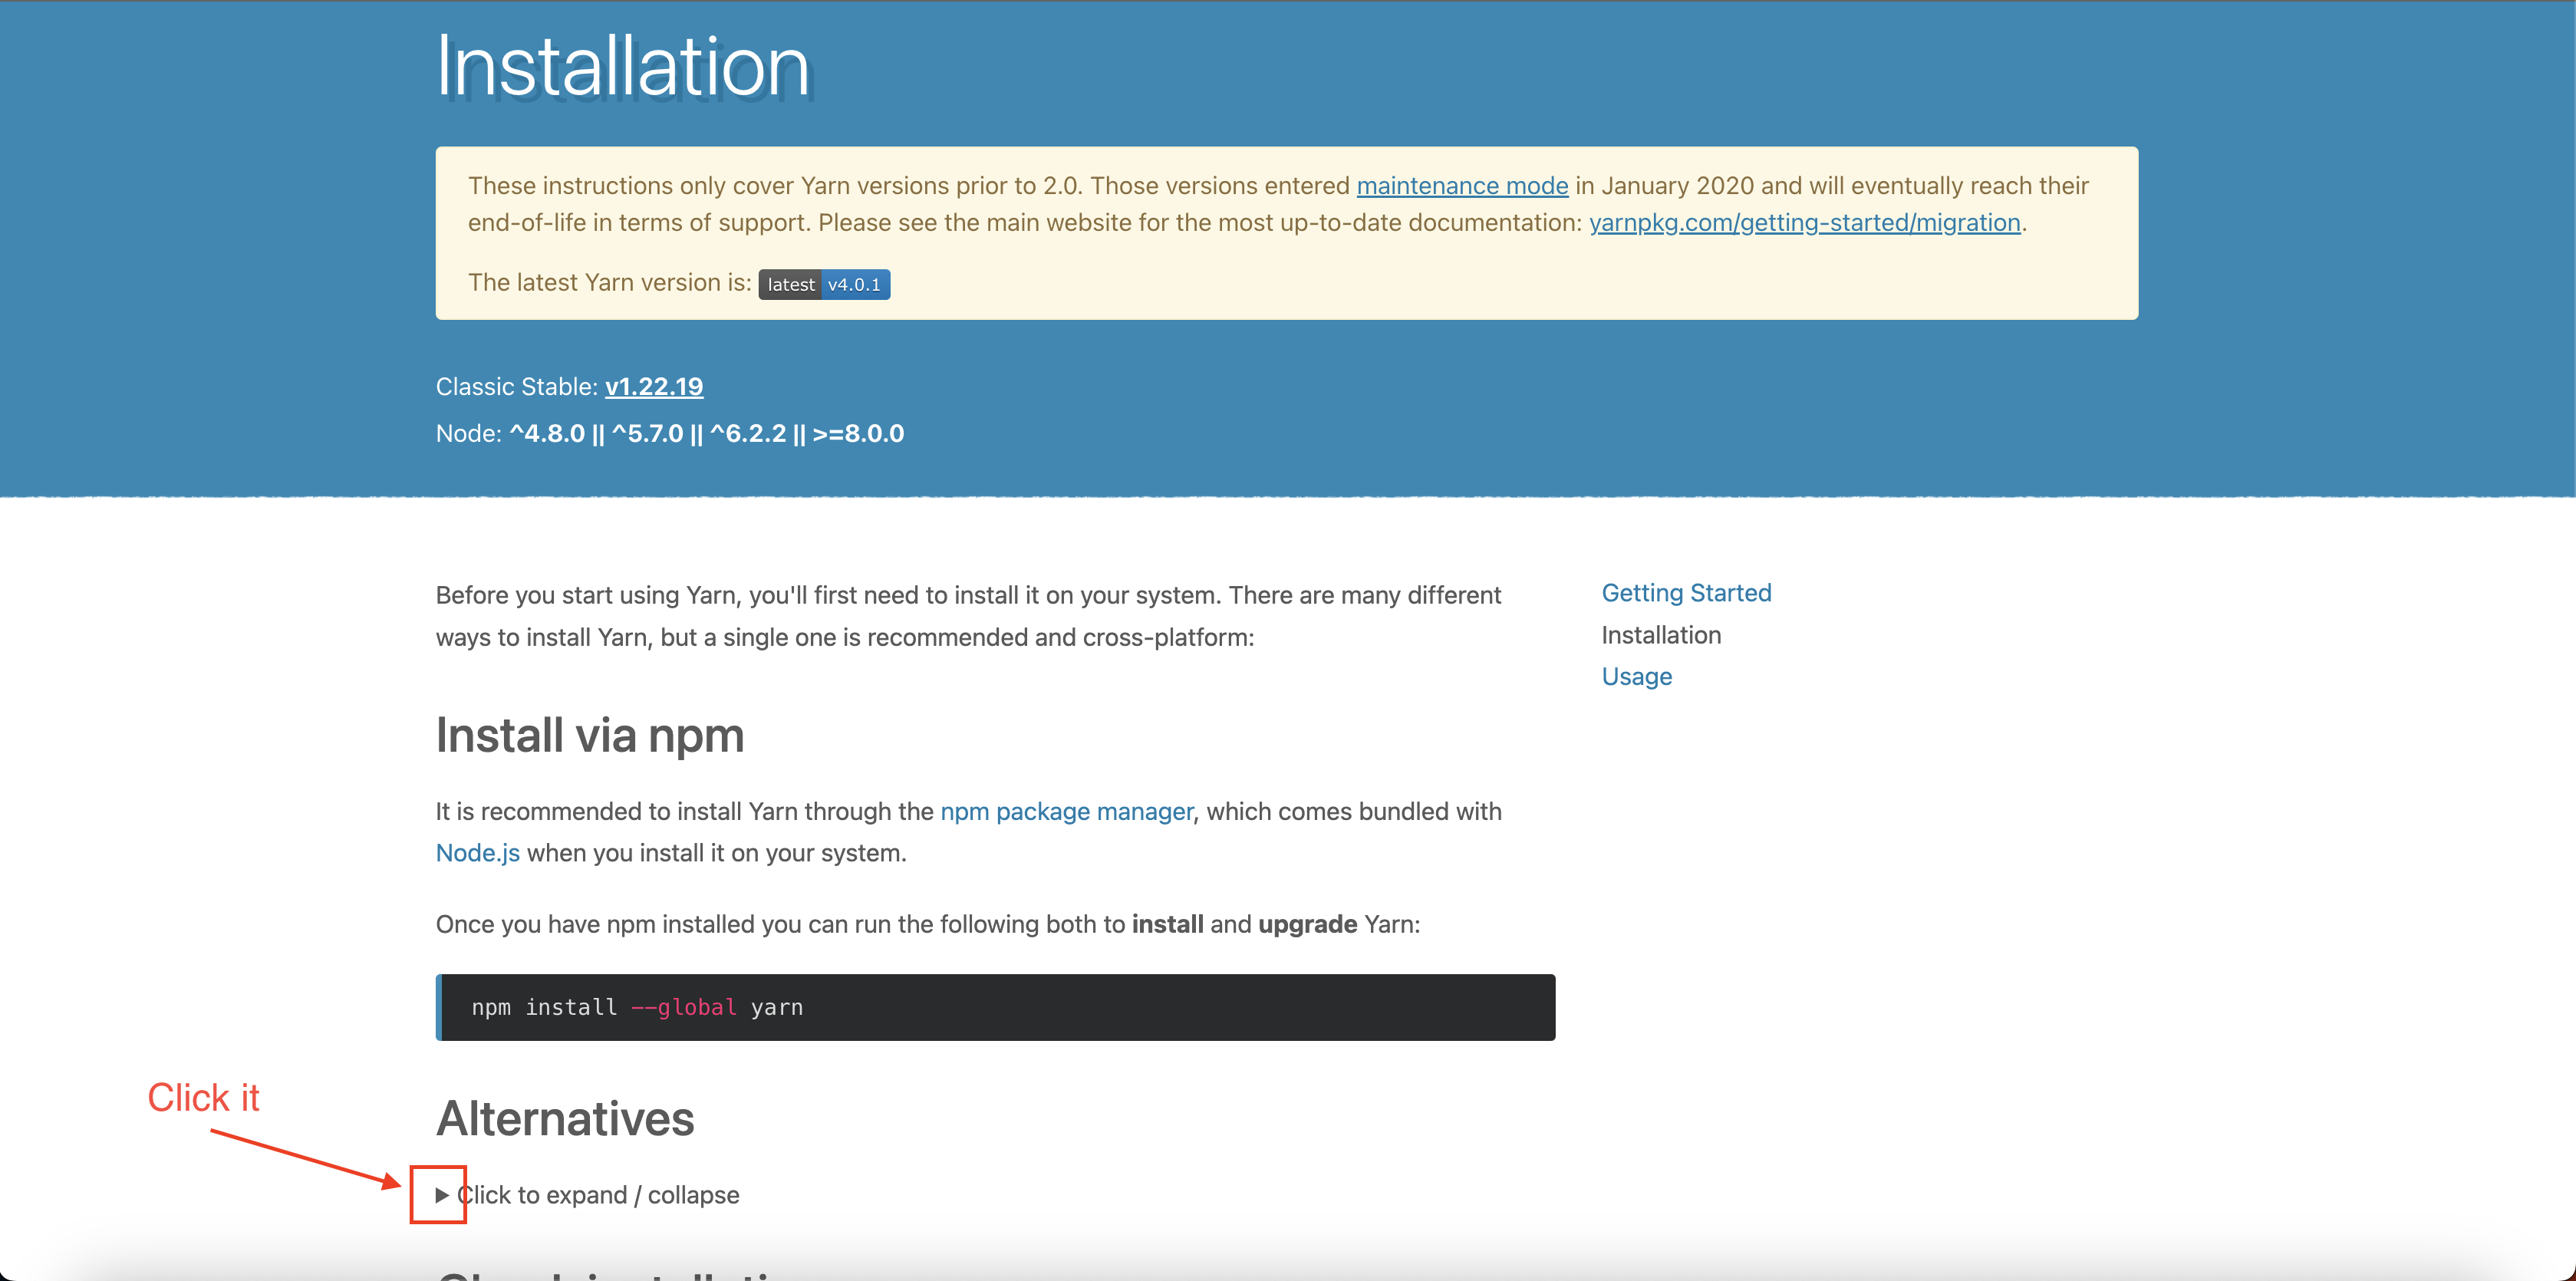 Installation
These instructions only cover Yarn versions prior to 2.0. Those versions entered maintenance mode in January 2020 and will eventually reach their
end-of-life in terms of support. Please see the main website for the most up-to-date documentation: yarnpkg.com/getting-started/migration.
The latest Yarn version is: latest v4.0.1
Classic Stable: v1.22.19
Node: ^4.8.0 || ^5.7.0 || ^6.2.2 || >=8.0.0
Before you start using Yarn, you'll first need to install it on your system. There are many different
ways to install Yarn, but a single one is recommended and cross-platform:
Getting Started
Installation
Usage
Install via npm
It is recommended to install Yarn through the npm package manager, which comes bundled with
Node.js when you install it on your system.
Once you have npm installed you can run the following both to install and upgrade Yarn:
npm install --global yarn
Click it
Alternatives
Click to expand / collapse